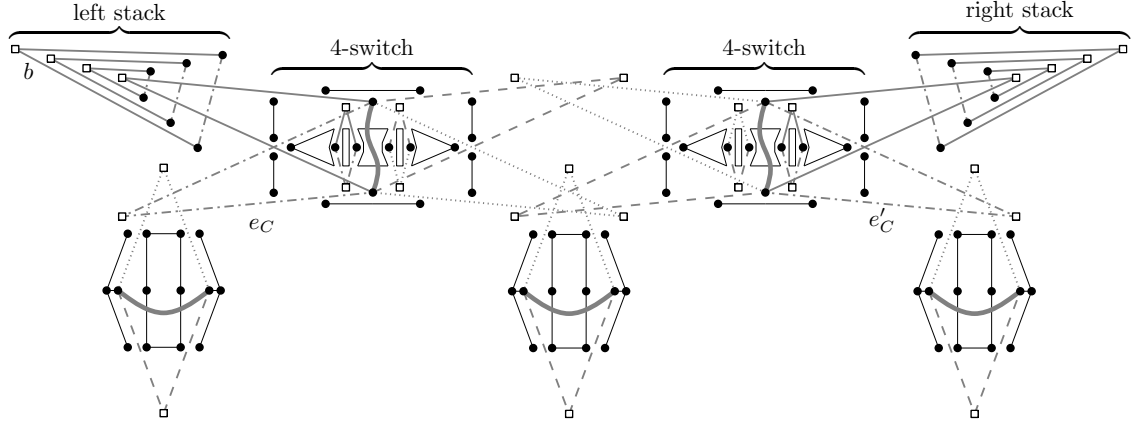 left stack
right stack
4-switch
4-switch
b
e_C
e'_C